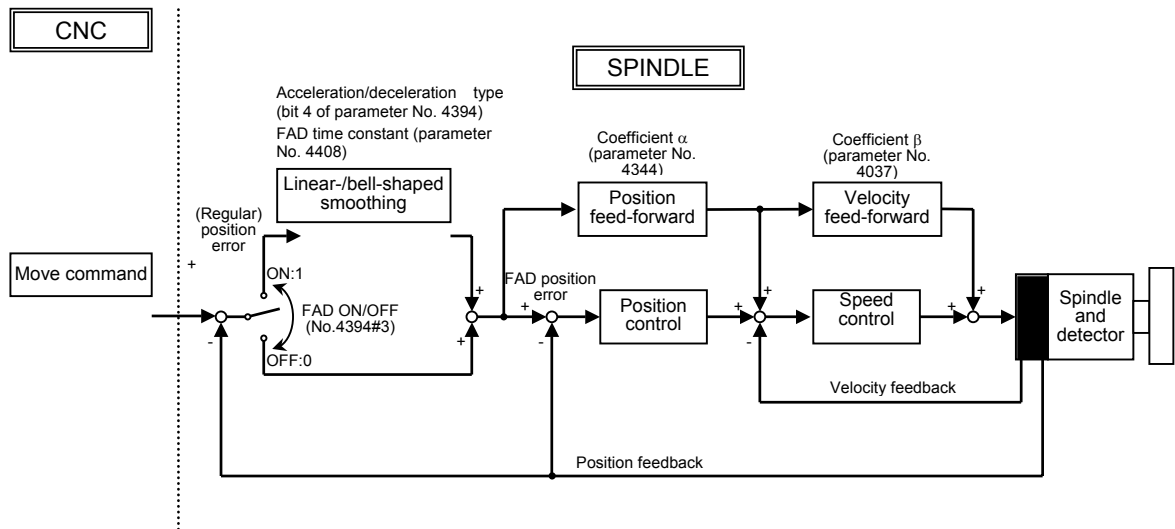 CNC
SPINDLE
Acceleration/deceleration type
(bit 4 of parameter No. 4394)
FAD time constant (parameter
No. 4408)
Linear-/bell-shaped
smoothing
Coefficient α
(parameter No.
4344)
Position
feed-forward
Coefficient β
(parameter No.
4037)
Velocity
feed-forward
(Regular)
position
error
Move command
+
-
ON:1
FAD ON/OFF
(No.4394#3)
OFF:0
+
+
FAD position
error
+
-
Position
control
+
+
-
Speed
control
+
+
Spindle
and
detector
Velocity feedback
Position feedback